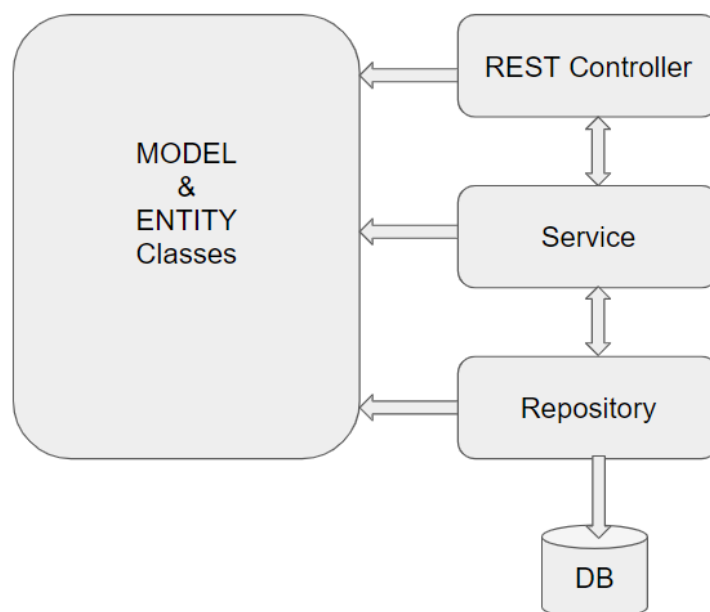 MODEL
&
ENTITY
Classes
REST Controller
Service
Repository
DB